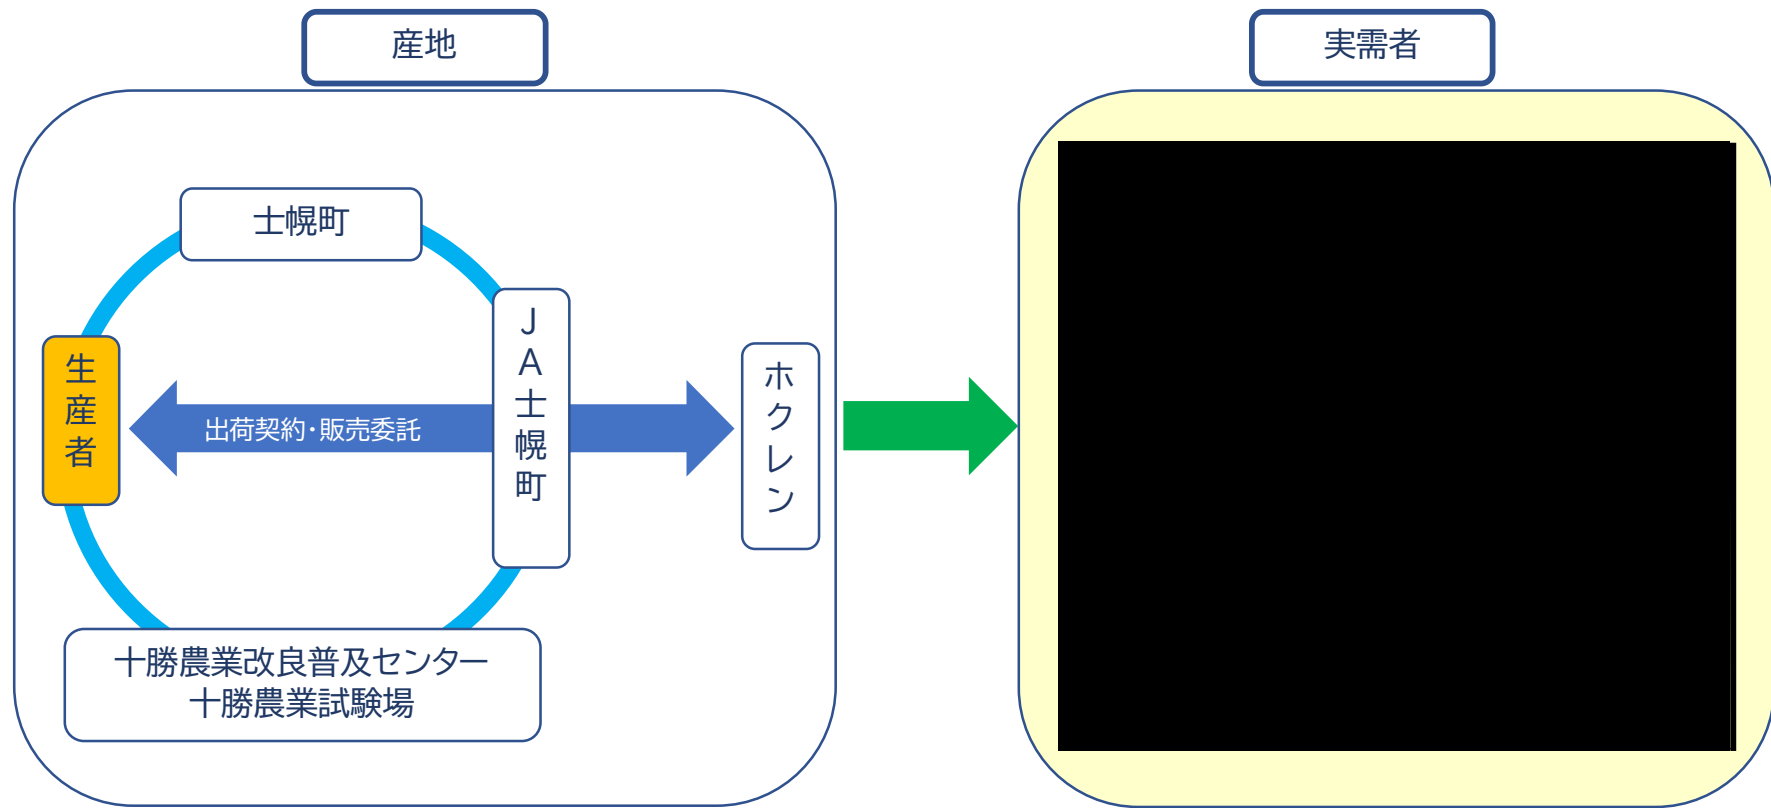 産地
実需者
士幌町
生産者
出荷契約・販売委託
JA士幌町
ホクレン
十勝農業改良普及センター
十勝農業試験場